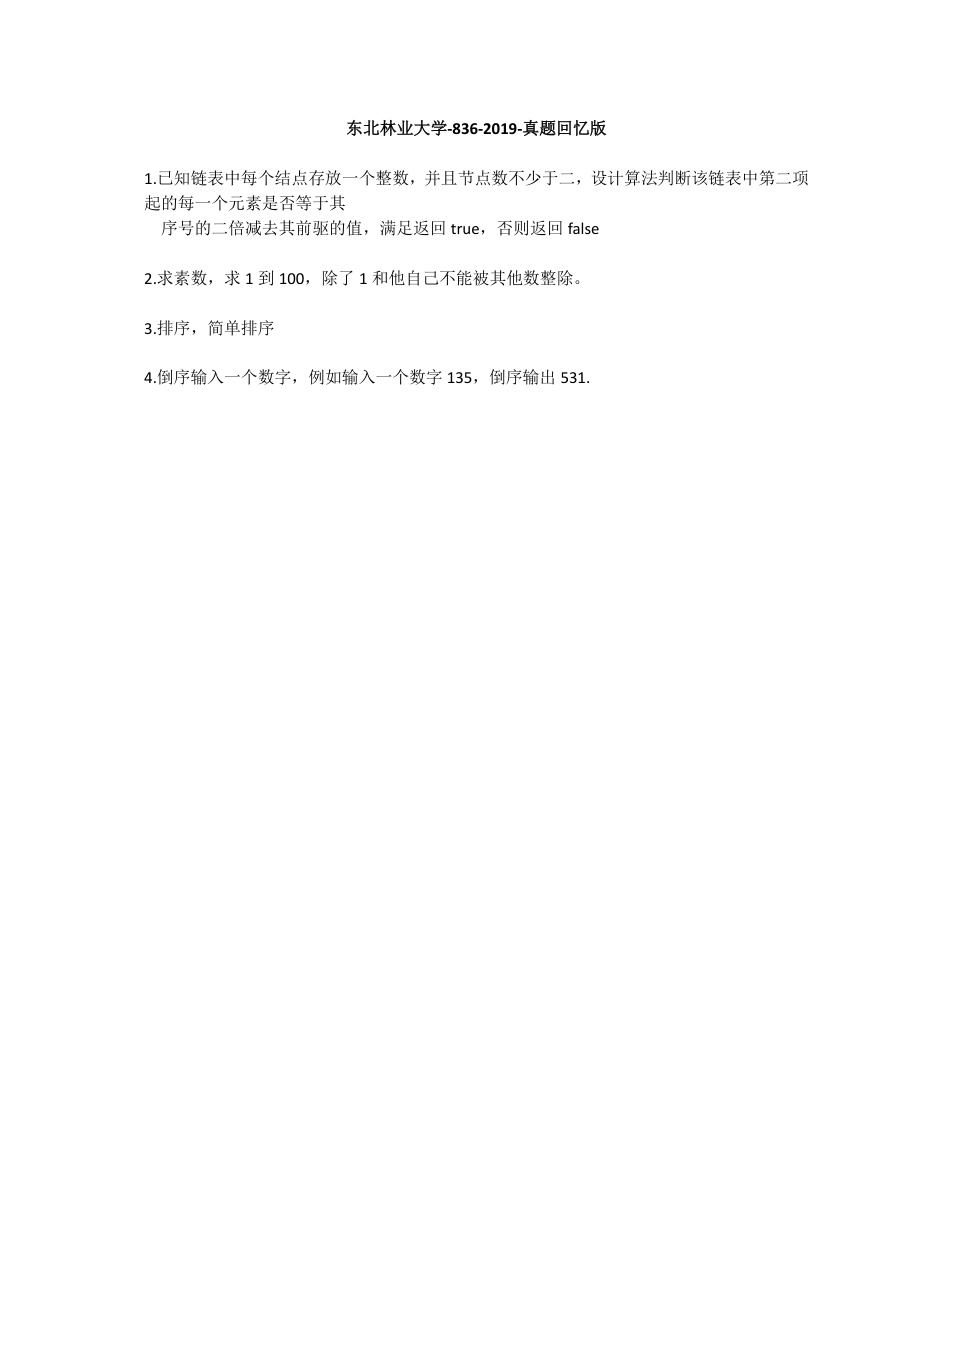 东北林业大学-836-2019-真题回忆版
1.已知链表中每个结点存放一个整数，并且节点数不少于二，设计算法判断该链表中第二项
起的每一个元素是否等于其
序号的二倍减去其前驱的值，满足返回 true，否则返回 false
2.求素数，求 1 到 100，除了 1 和他自己不能被其他数整除。
3.排序，简单排序
4.倒序输入一个数字，例如输入一个数字 135，倒序输出 531.